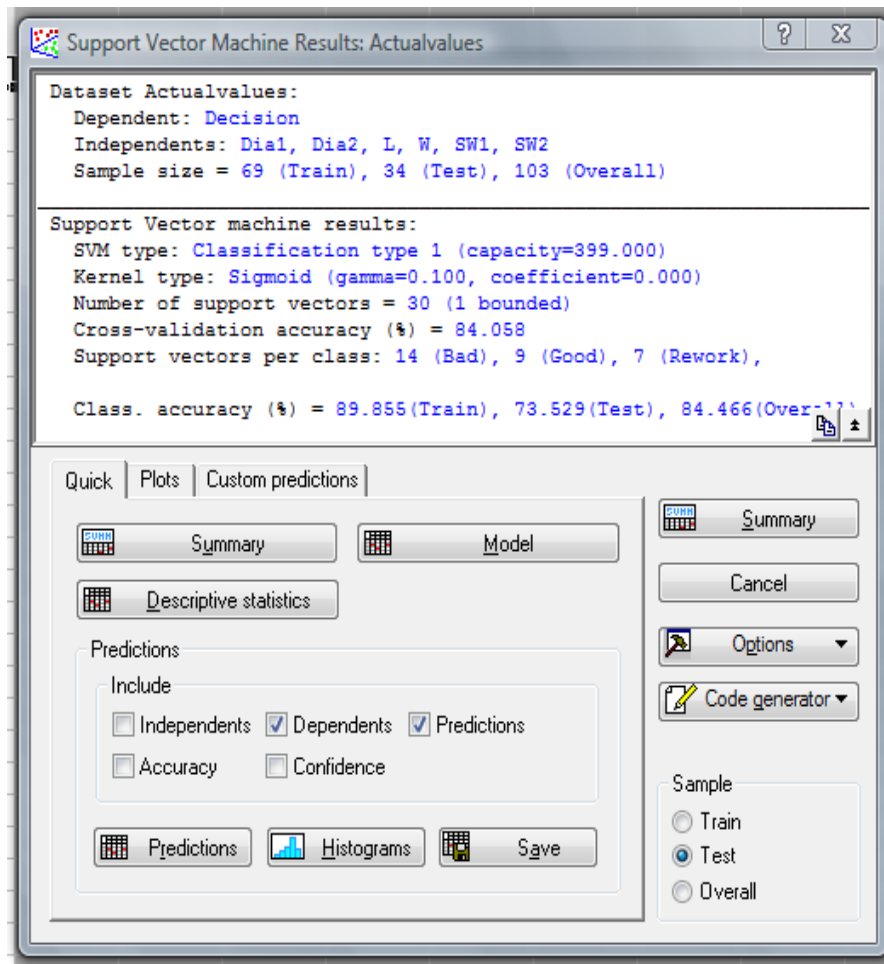 Support Vector Machine Results: Actualvalues
Dataset Actualvalues:
Dependent: Decision
Independents: Dia1, Dia2, L, W, SW1, SW2
Sample size = 69 (Train), 34 (Test), 103 (Overall)
Support Vector machine results:
SVM type: Classification type 1 (capacity=399.000)
Kernel type: Sigmoid (gamma=0.100, coefficient=0.000)
Number of support vectors = 30 (1 bounded)
Cross-validation accuracy (%) = 84.058
Support vectors per class: 14 (Bad), 9 (Good), 7 (Rework),
Class. accuracy (%) = 89.855(Train), 73.529(Test), 84.466(Overall)
Quick Plots Custom predictions
Summary Model
Descriptive statistics
Predictions
Include
Independents Dependents Predictions
Accuracy Confidence
Predictions Histograms Save
Summary
Cancel
Options
Code generator
Sample
Train
Test
Overall